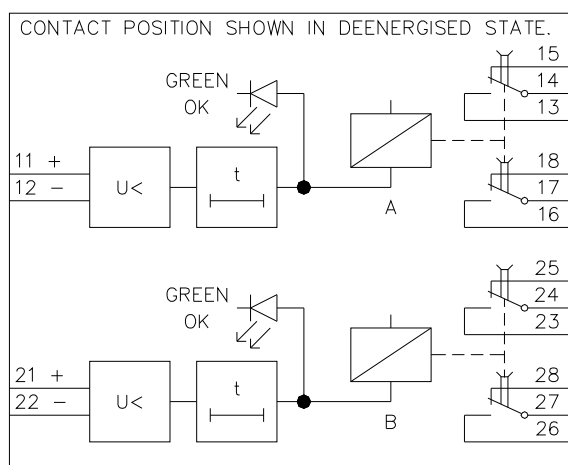 CONTACT POSITION SHOWN IN DEENERGISED STATE.
15
GREEN
OK
14
13
11 +
12 -
U<
t
A
18
17
16
25
GREEN
OK
24
23
21 +
22 -
U<
t
B
28
27
26